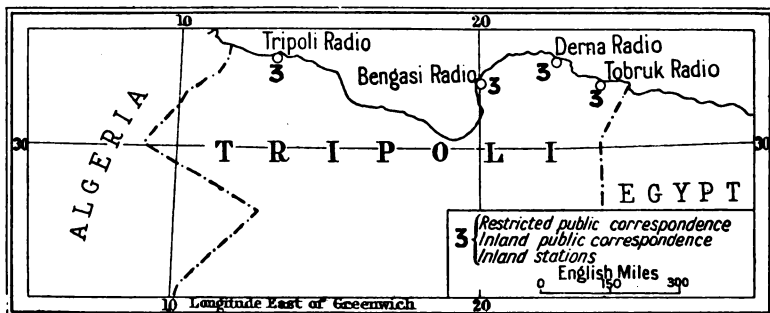 10 20
Tripoli Radio
3
Derna Radio
3
Bengasi Radio
3
Tobruk Radio
3
ALGERIA
30 30
TRIPOLI
EGYPT
3 { Restricted public correspondence
Inland public correspondence
Inland stations
English Miles
0 150 300
10 20
Longitude East of Greenwich